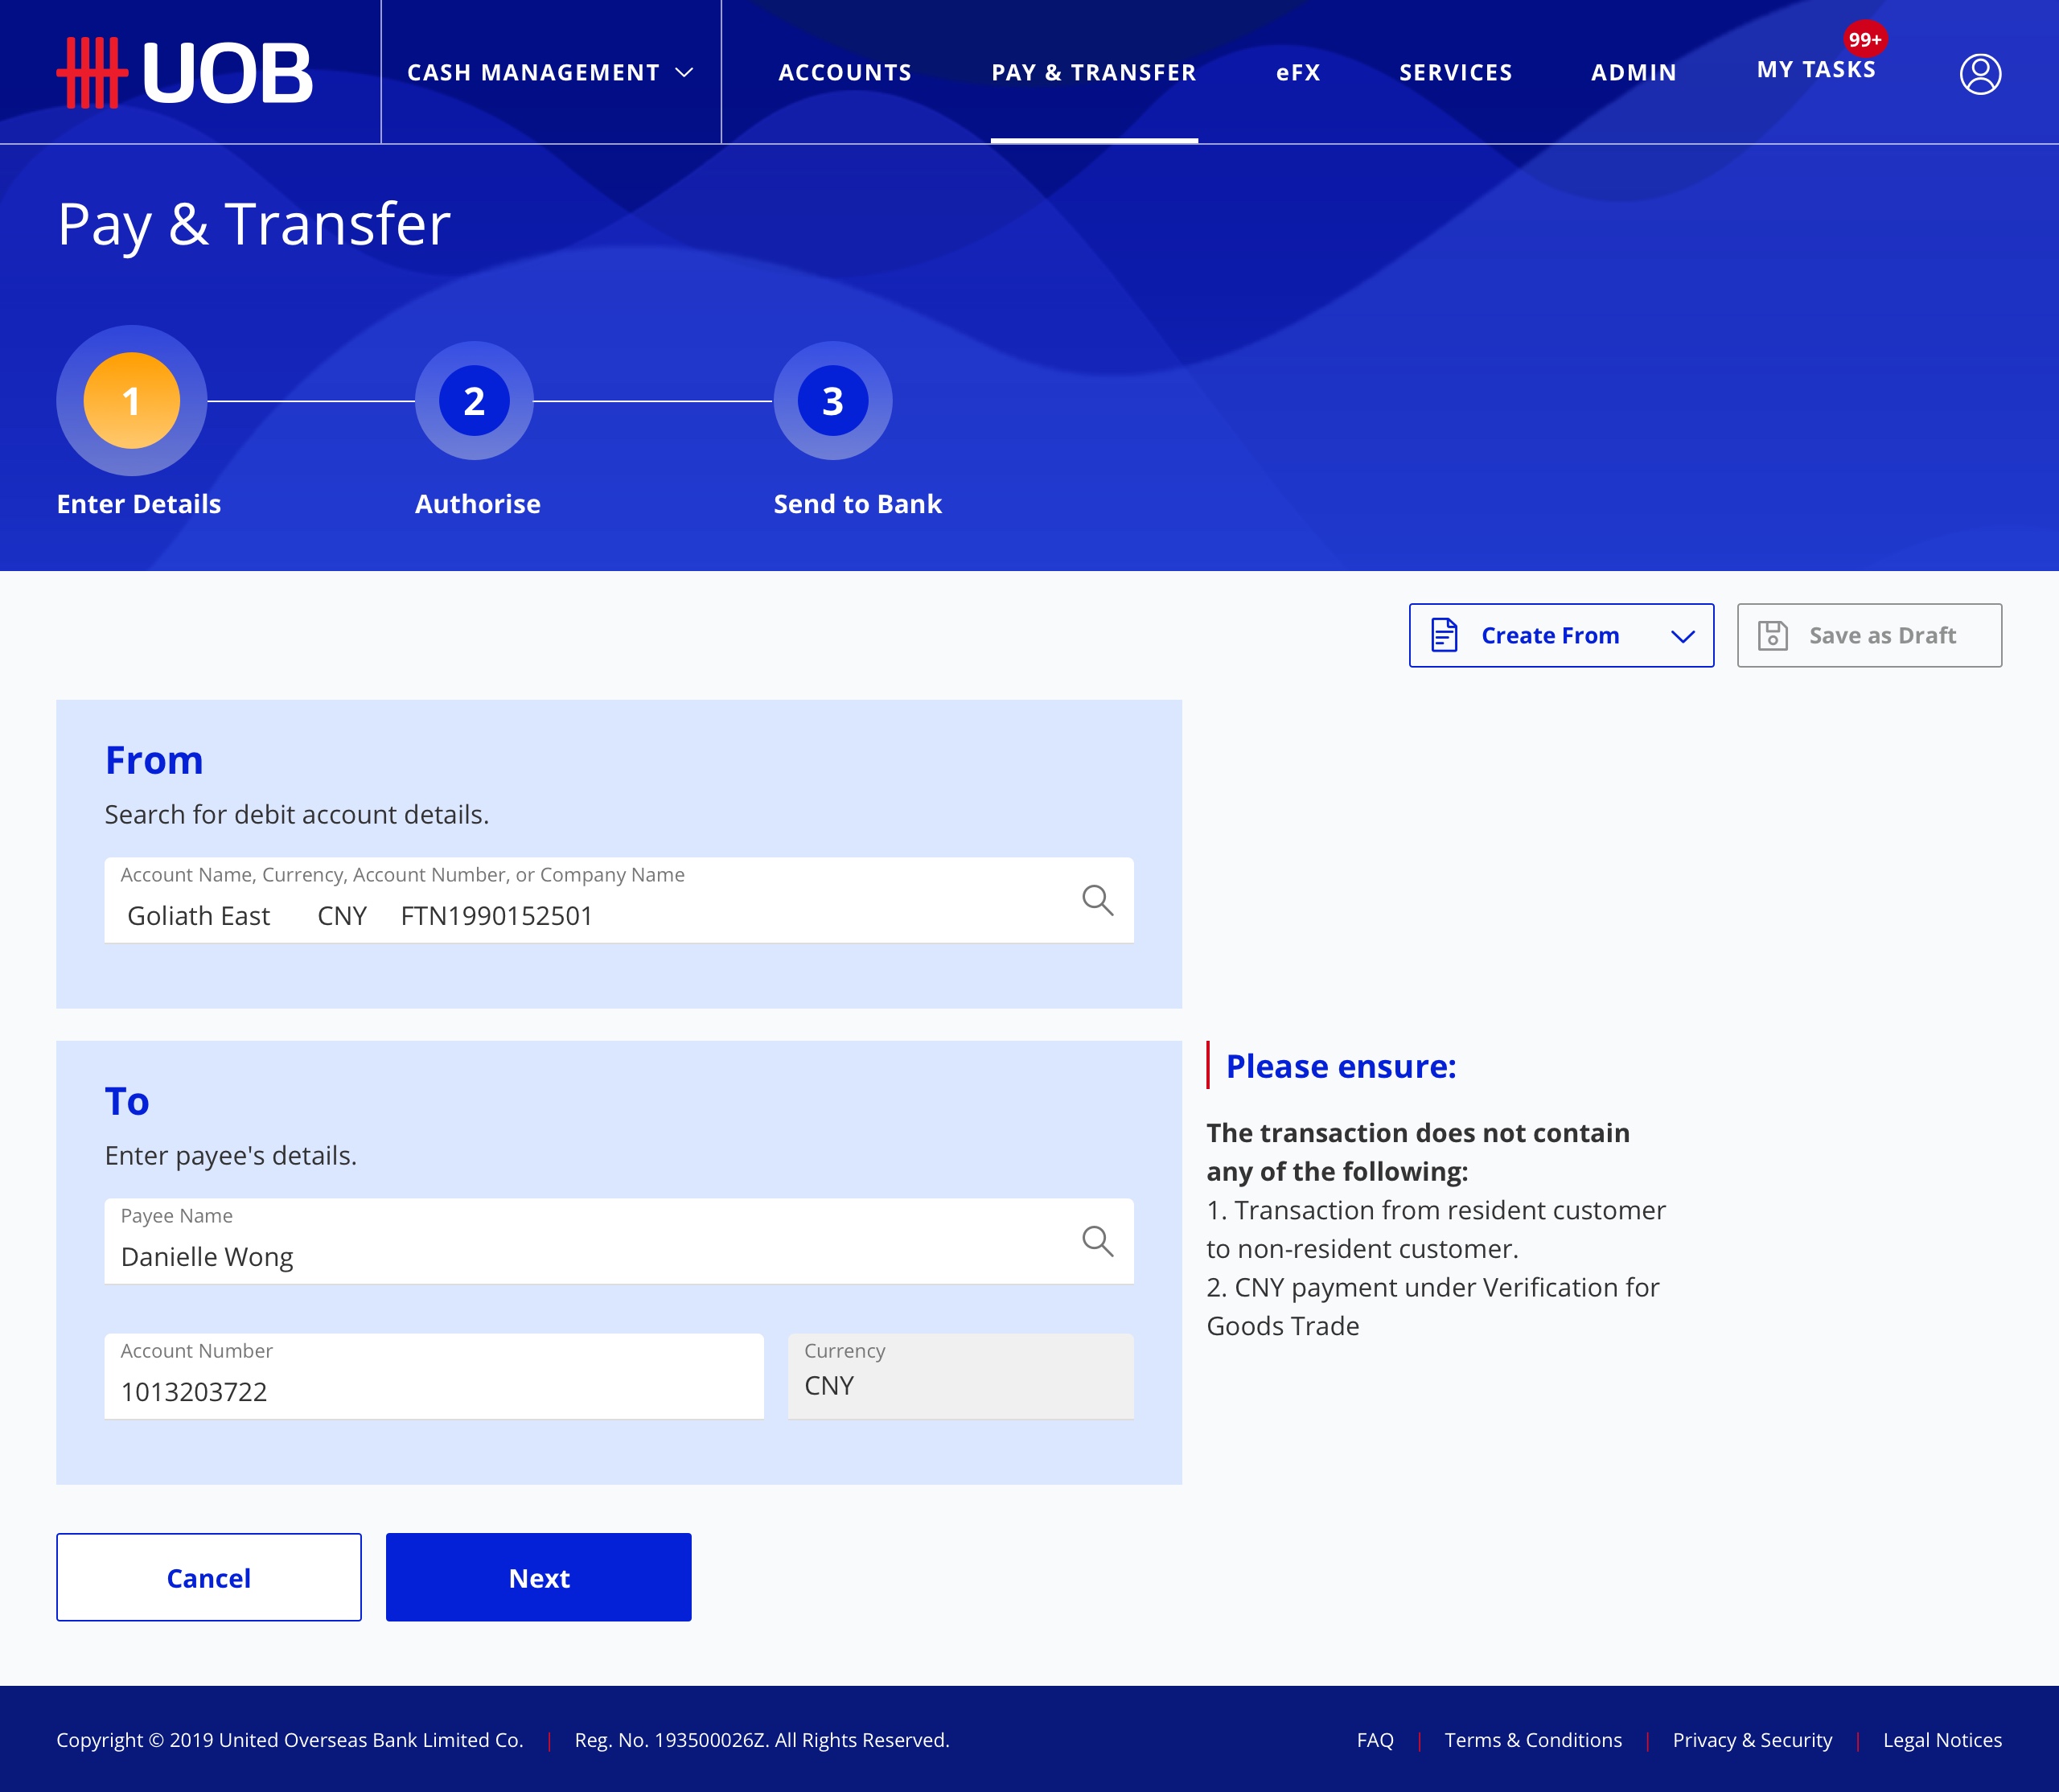 UOB
CASH MANAGEMENT
ACCOUNTS
PAY & TRANSFER
eFX
SERVICES
ADMIN
MY TASKS
99+
Pay & Transfer
1
2
3
Enter Details
Authorise
Send to Bank
Create From
Save as Draft
From
Search for debit account details.
Account Name, Currency, Account Number, or Company Name
Goliath East CNY FTN1990152501
To
Enter payee's details.
Payee Name
Danielle Wong
Account Number
1013203722
Currency
CNY
Please ensure:
The transaction does not contain
any of the following:
1. Transaction from resident customer
to non-resident customer.
2. CNY payment under Verification for
Goods Trade
Cancel
Next
Copyright © 2019 United Overseas Bank Limited Co. | Reg. No. 193500026Z. All Rights Reserved.
FAQ | Terms & Conditions | Privacy & Security | Legal Notices